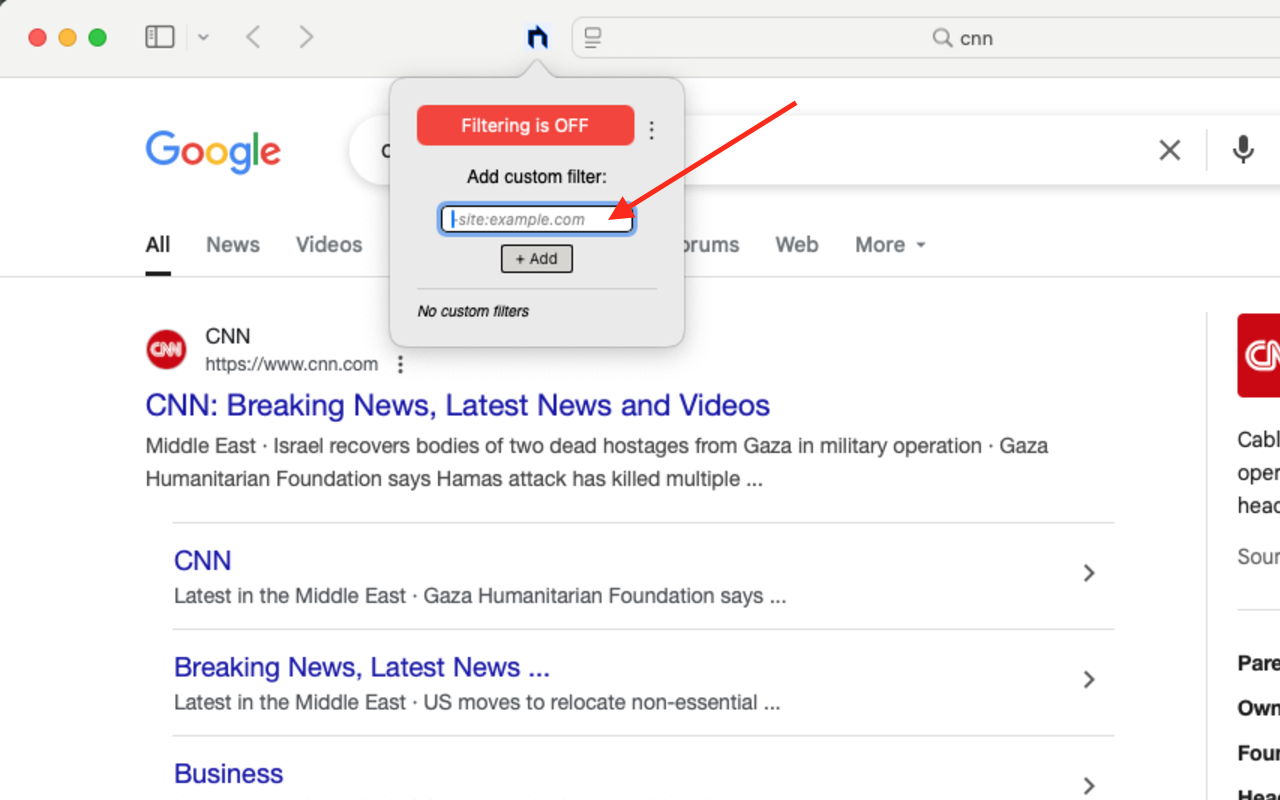 cnn
Filtering is OFF
Add custom filter:
-site:example.com
+ Add
No custom filters
Google
All News Videos orums Web More
CNN
CNN
https://www.cnn.com
CNN: Breaking News, Latest News and Videos
Middle East · Israel recovers bodies of two dead hostages from Gaza in military operation · Gaza
Humanitarian Foundation says Hamas attack has killed multiple ...
CNN
Latest in the Middle East · Gaza Humanitarian Foundation says ...
Breaking News, Latest News ...
Latest in the Middle East · US moves to relocate non-essential ...
Business
CN
Cabl
oper
head
Sour
Pare
Own
Foun
Head